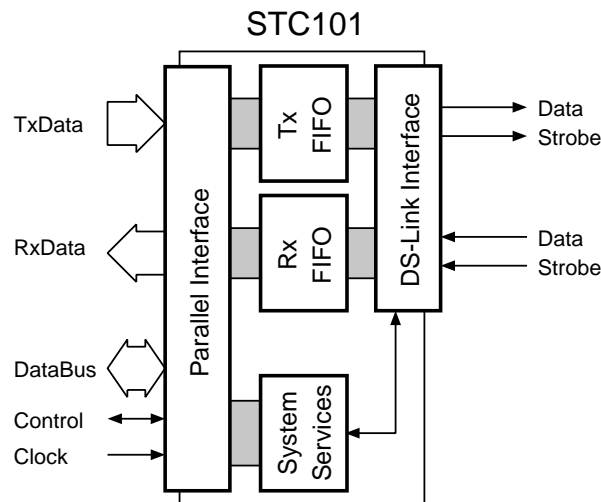 STC101
TxData
RxData
DataBus
Control
Clock
Parallel Interface
Tx
FIFO
Rx
FIFO
System
Services
DS-Link Interface
Data
Strobe
Data
Strobe